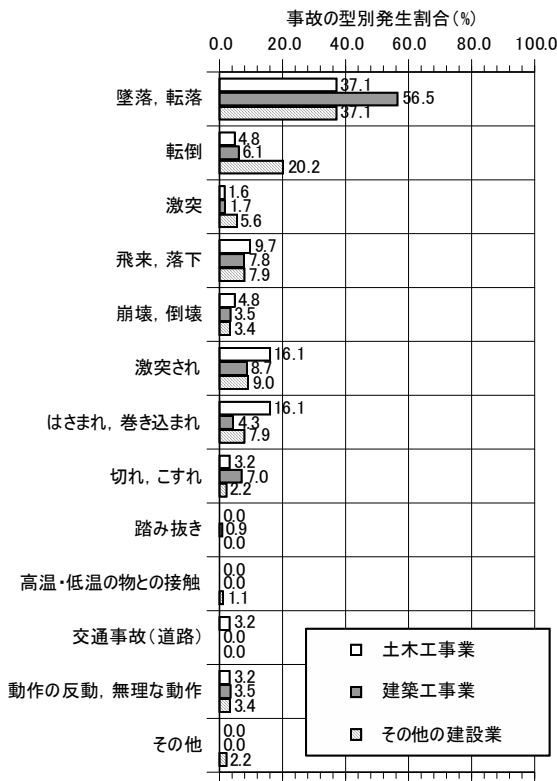 事故の型別発生割合(%)
0.0 20.0 40.0 60.0 80.0 100.0
墜落, 転落
37.1
56.5
37.1
転倒
4.8
6.1
20.2
激突
1.6
1.7
5.6
飛来, 落下
9.7
7.8
7.9
崩壊, 倒壊
4.8
3.5
3.4
激突され
16.1
8.7
9.0
はさまれ, 巻き込まれ
16.1
4.3
7.9
切れ, こすれ
3.2
7.0
2.2
踏み抜き
0.0
0.9
0.0
高温・低温の物との接触
0.0
0.0
1.1
交通事故(道路)
3.2
0.0
0.0
動作の反動, 無理な動作
3.2
3.5
3.4
その他
0.0
0.0
2.2
土木工事業
建築工事業
その他の建設業